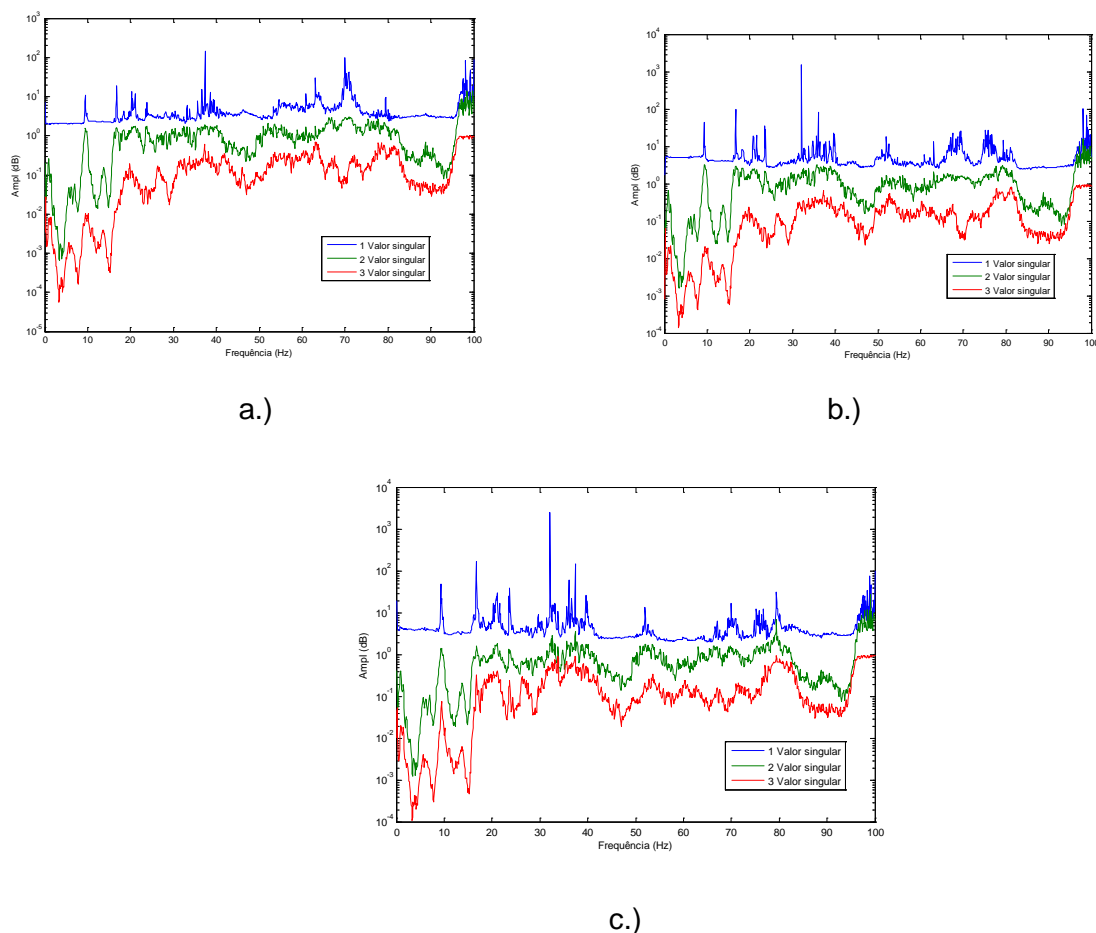 10^3
10^2
10^1
10^0
10^-1
10^-2
10^-3
10^-4
10^-5
Ampl (dB)
0 10 20 30 40 50 60 70 80 90 100
Frequência (Hz)
1 Valor singular
2 Valor singular
3 Valor singular
a.)
10^4
10^3
10^2
10^1
10^0
10^-1
10^-2
10^-3
10^-4
Ampl (dB)
0 10 20 30 40 50 60 70 80 90 100
Frequência (Hz)
1 Valor singular
2 Valor singular
3 Valor singular
b.)
10^4
10^3
10^2
10^1
10^0
10^-1
10^-2
10^-3
10^-4
Ampl (dB)
0 10 20 30 40 50 60 70 80 90 100
Frequência (Hz)
1 Valor singular
2 Valor singular
3 Valor singular
c.)